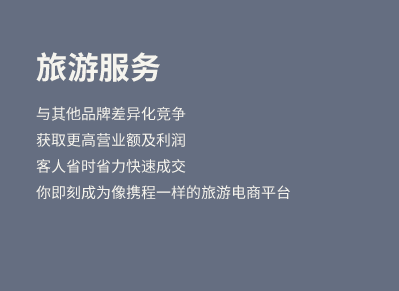 旅游服务
与其他品牌差异化竞争
获取更高营业额及利润
客人省时省力快速成交
你即刻成为像携程一样的旅游电商平台